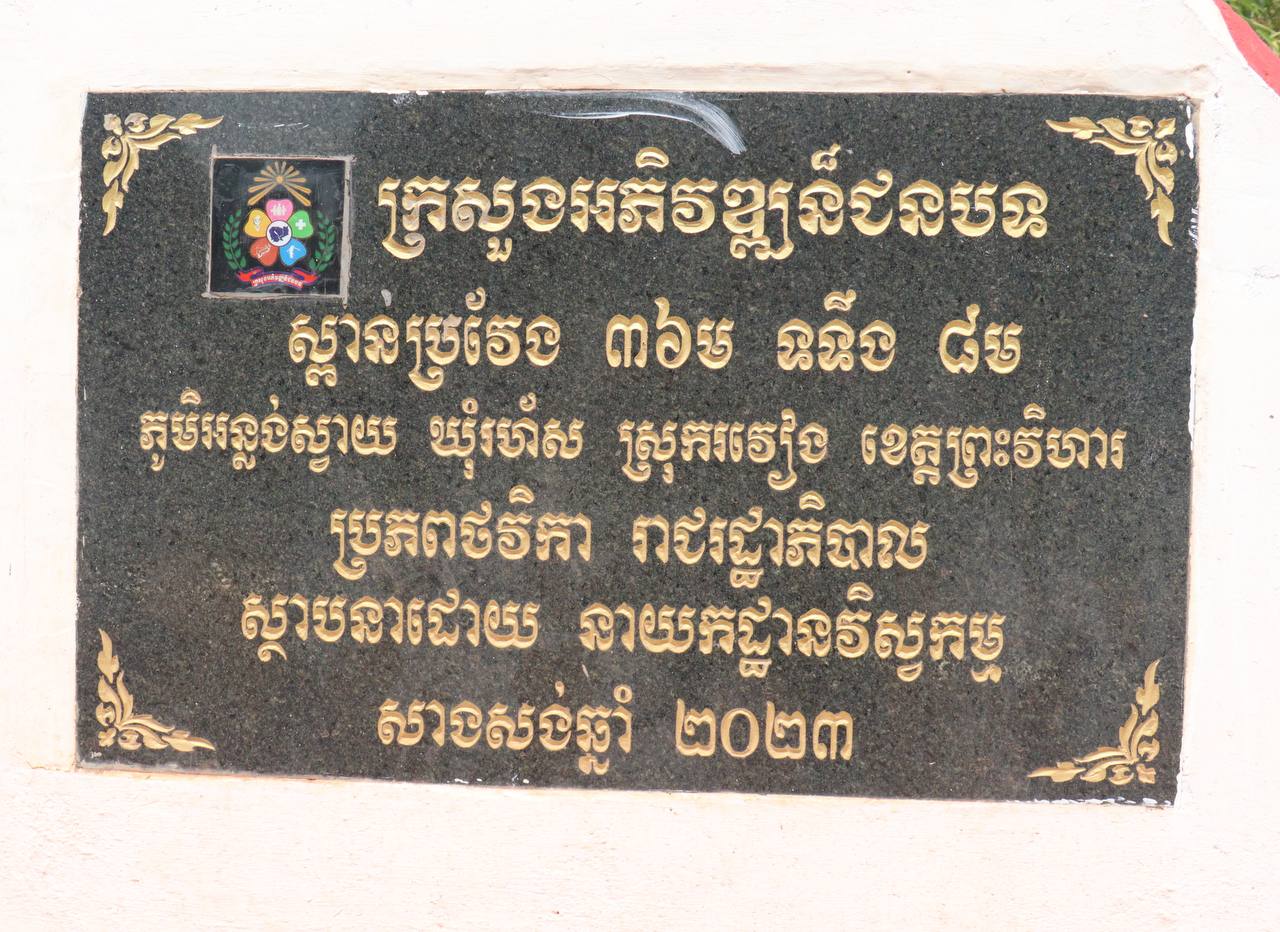 ក្រសួងអភិវឌ្ឍន៍ជនបទ
ស្ពានប្រវែង ៣៦ម ទទឹង ៨ម
ភូមិអន្លង់ស្វាយ ឃុំរហ័ស ស្រុករវៀង ខេត្តព្រះវិហារ
ប្រភពថវិកា រាជរដ្ឋាភិបាល
ស្ថាបនាដោយ នាយកដ្ឋានវិស្វកម្ម
សាងសង់ឆ្នាំ ២០២៣